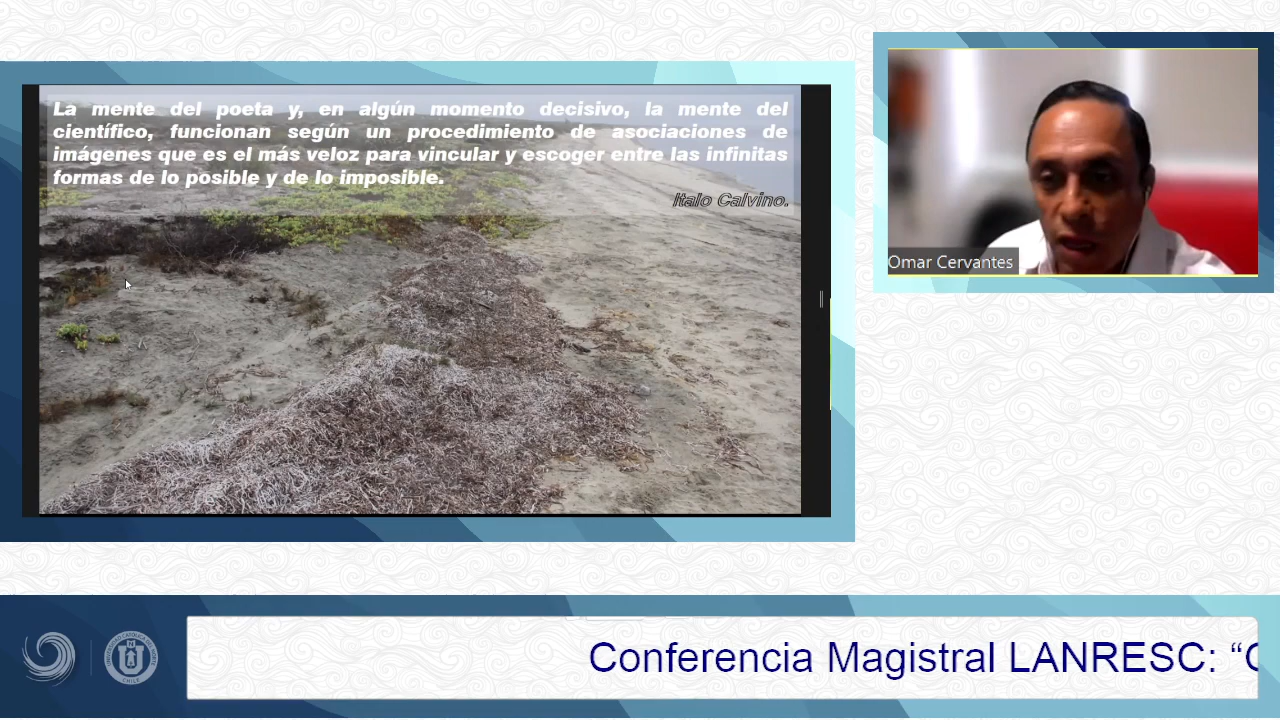 La mente del poeta y, en algún momento decisivo, la mente del
científico, funcionan según un procedimiento de asociaciones de
imágenes que es el más veloz para vincular y escoger entre las infinitas
formas de lo posible y de lo imposible.
Italo Calvino.
Omar Cervantes
Conferencia Magistral LANRESC: “C